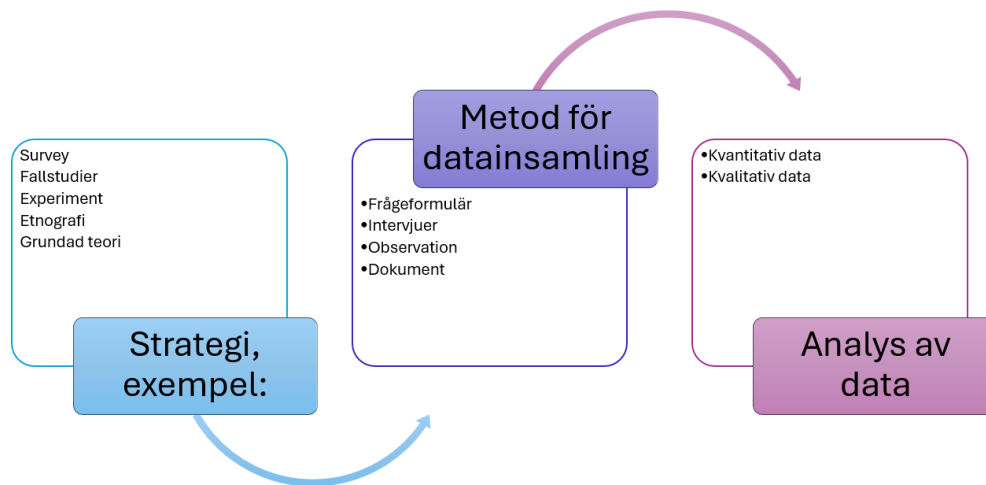 Survey
Fallstudier
Experiment
Etnografi
Grundad teori
Strategi,
exempel:
Metod för
datainsamling
•Frågeformulär
•Intervjuer
•Observation
•Dokument
•Kvantitativ data
•Kvalitativ data
Analys av
data